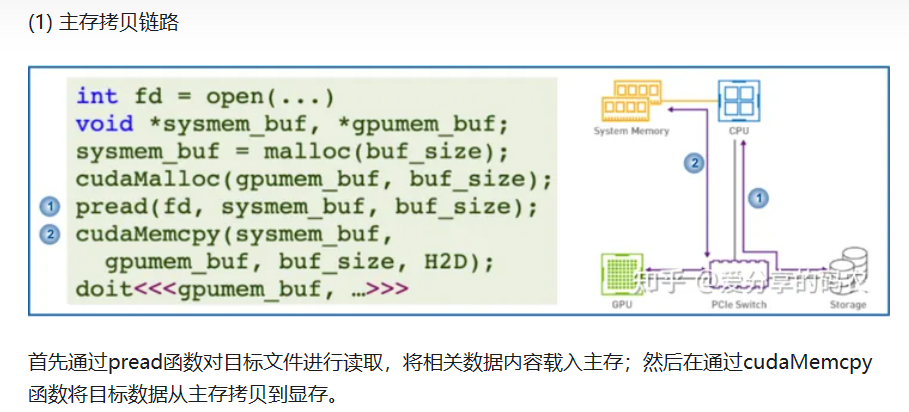 (1) 主存拷贝链路
int fd = open(...)
void *sysmem_buf, *gpumem_buf;
sysmem_buf = malloc(buf_size);
cudaMalloc(gpumem_buf, buf_size);
1 pread(fd, sysmem_buf, buf_size);
2 cudaMemcpy(sysmem_buf,
gpumem_buf, buf_size, H2D);
doit<<<gpumem_buf, …>>>
System Memory
CPU
2
1
GPU
PCIe Switch
Storage
知乎 @爱分享的码农
首先通过pread函数对目标文件进行读取，将相关数据内容载入主存；然后在通过cudaMemcpy
函数将目标数据从主存拷贝到显存。